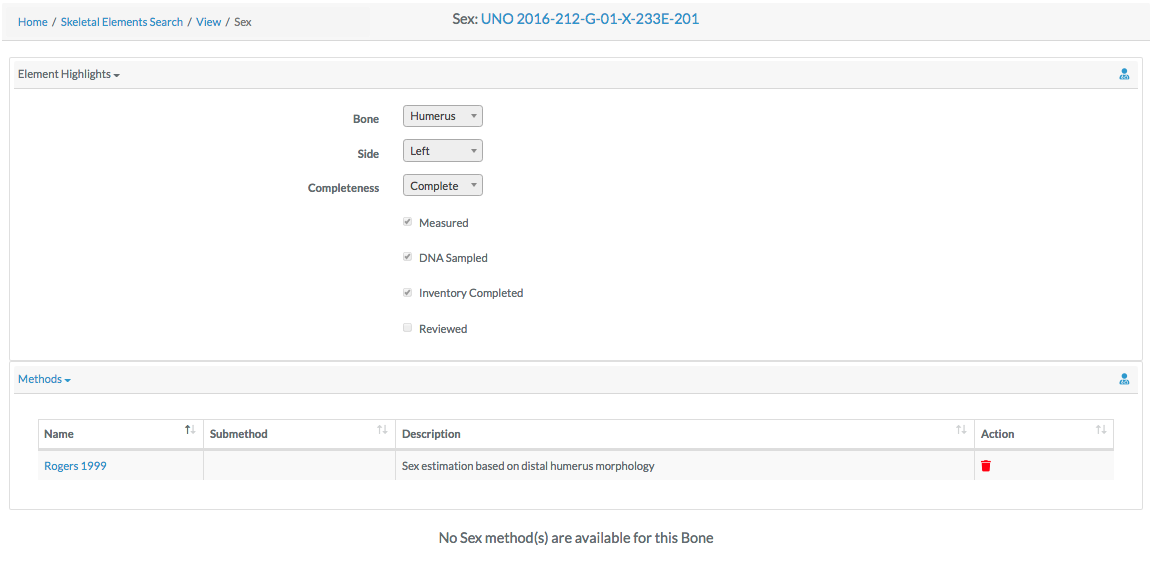 Home / Skeletal Elements Search / View / Sex
Sex: UNO 2016-212-G-01-X-233E-201
Element Highlights
Bone Humerus
Side Left
Completeness Complete
Measured
DNA Sampled
Inventory Completed
Reviewed
Methods
Name Submethod Description Action
Rogers 1999 Sex estimation based on distal humerus morphology
No Sex method(s) are available for this Bone